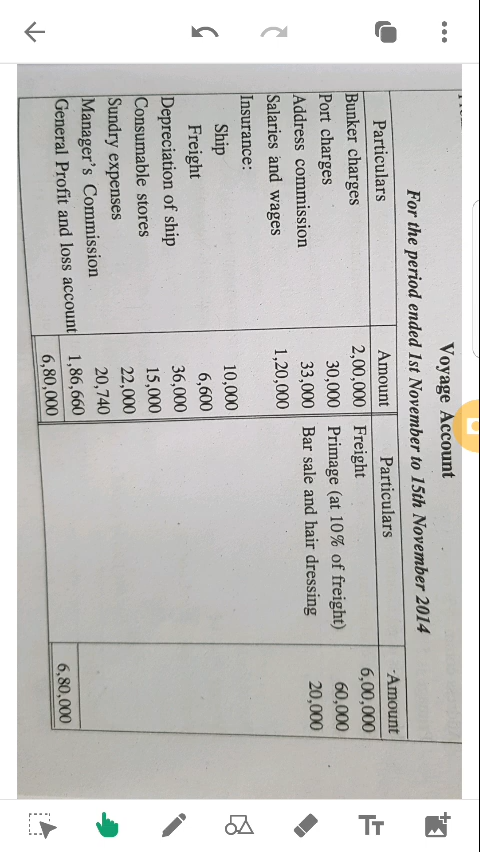 Voyage Account
For the period ended 1st November to 15th November 2014
Particulars Amount Particulars Amount
Bunker charges 2,00,000 Freight 6,00,000
Port charges 30,000 Primage (at 10% of freight) 60,000
Address commission 33,000 Bar sale and hair dressing 20,000
Salaries and wages 1,20,000
Insurance:
Ship 10,000
Freight 6,600
Depreciation of ship 36,000
Consumable stores 15,000
Sundry expenses 22,000
Manager's Commission 20,740
General Profit and loss account 1,86,660
6,80,000 6,80,000
TT